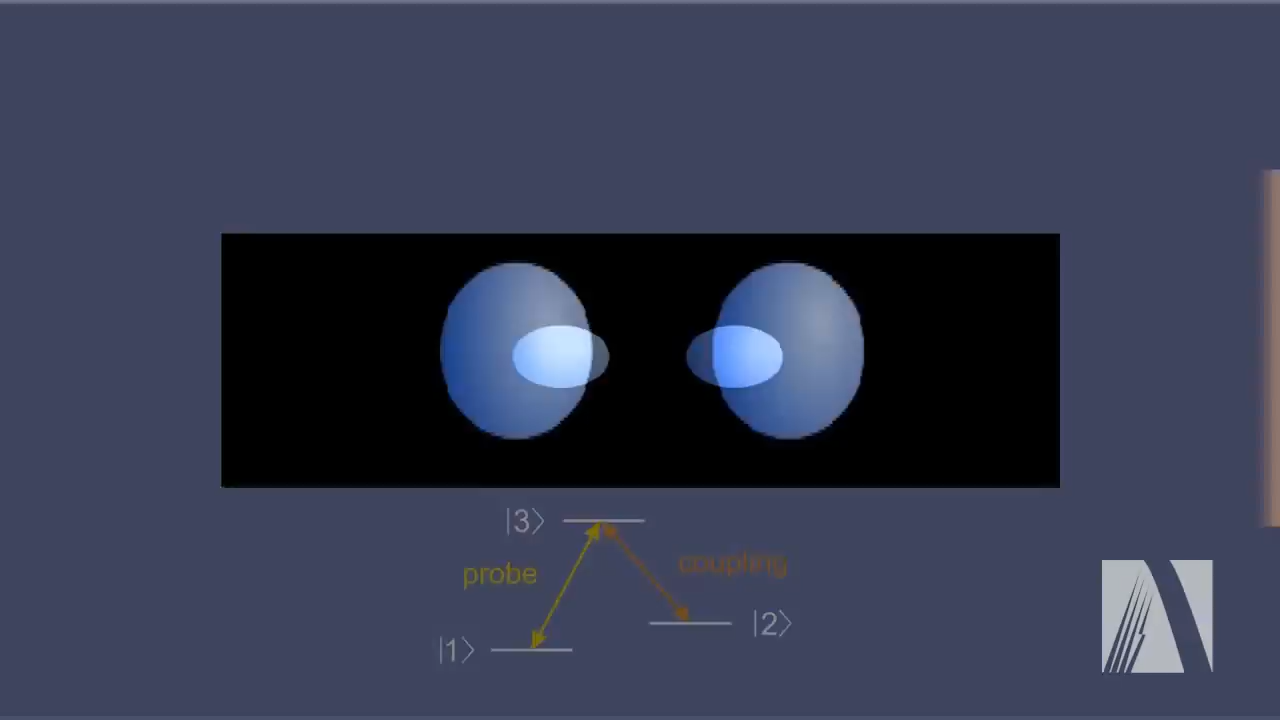 |3⟩
coupling
probe
|2⟩
|1⟩